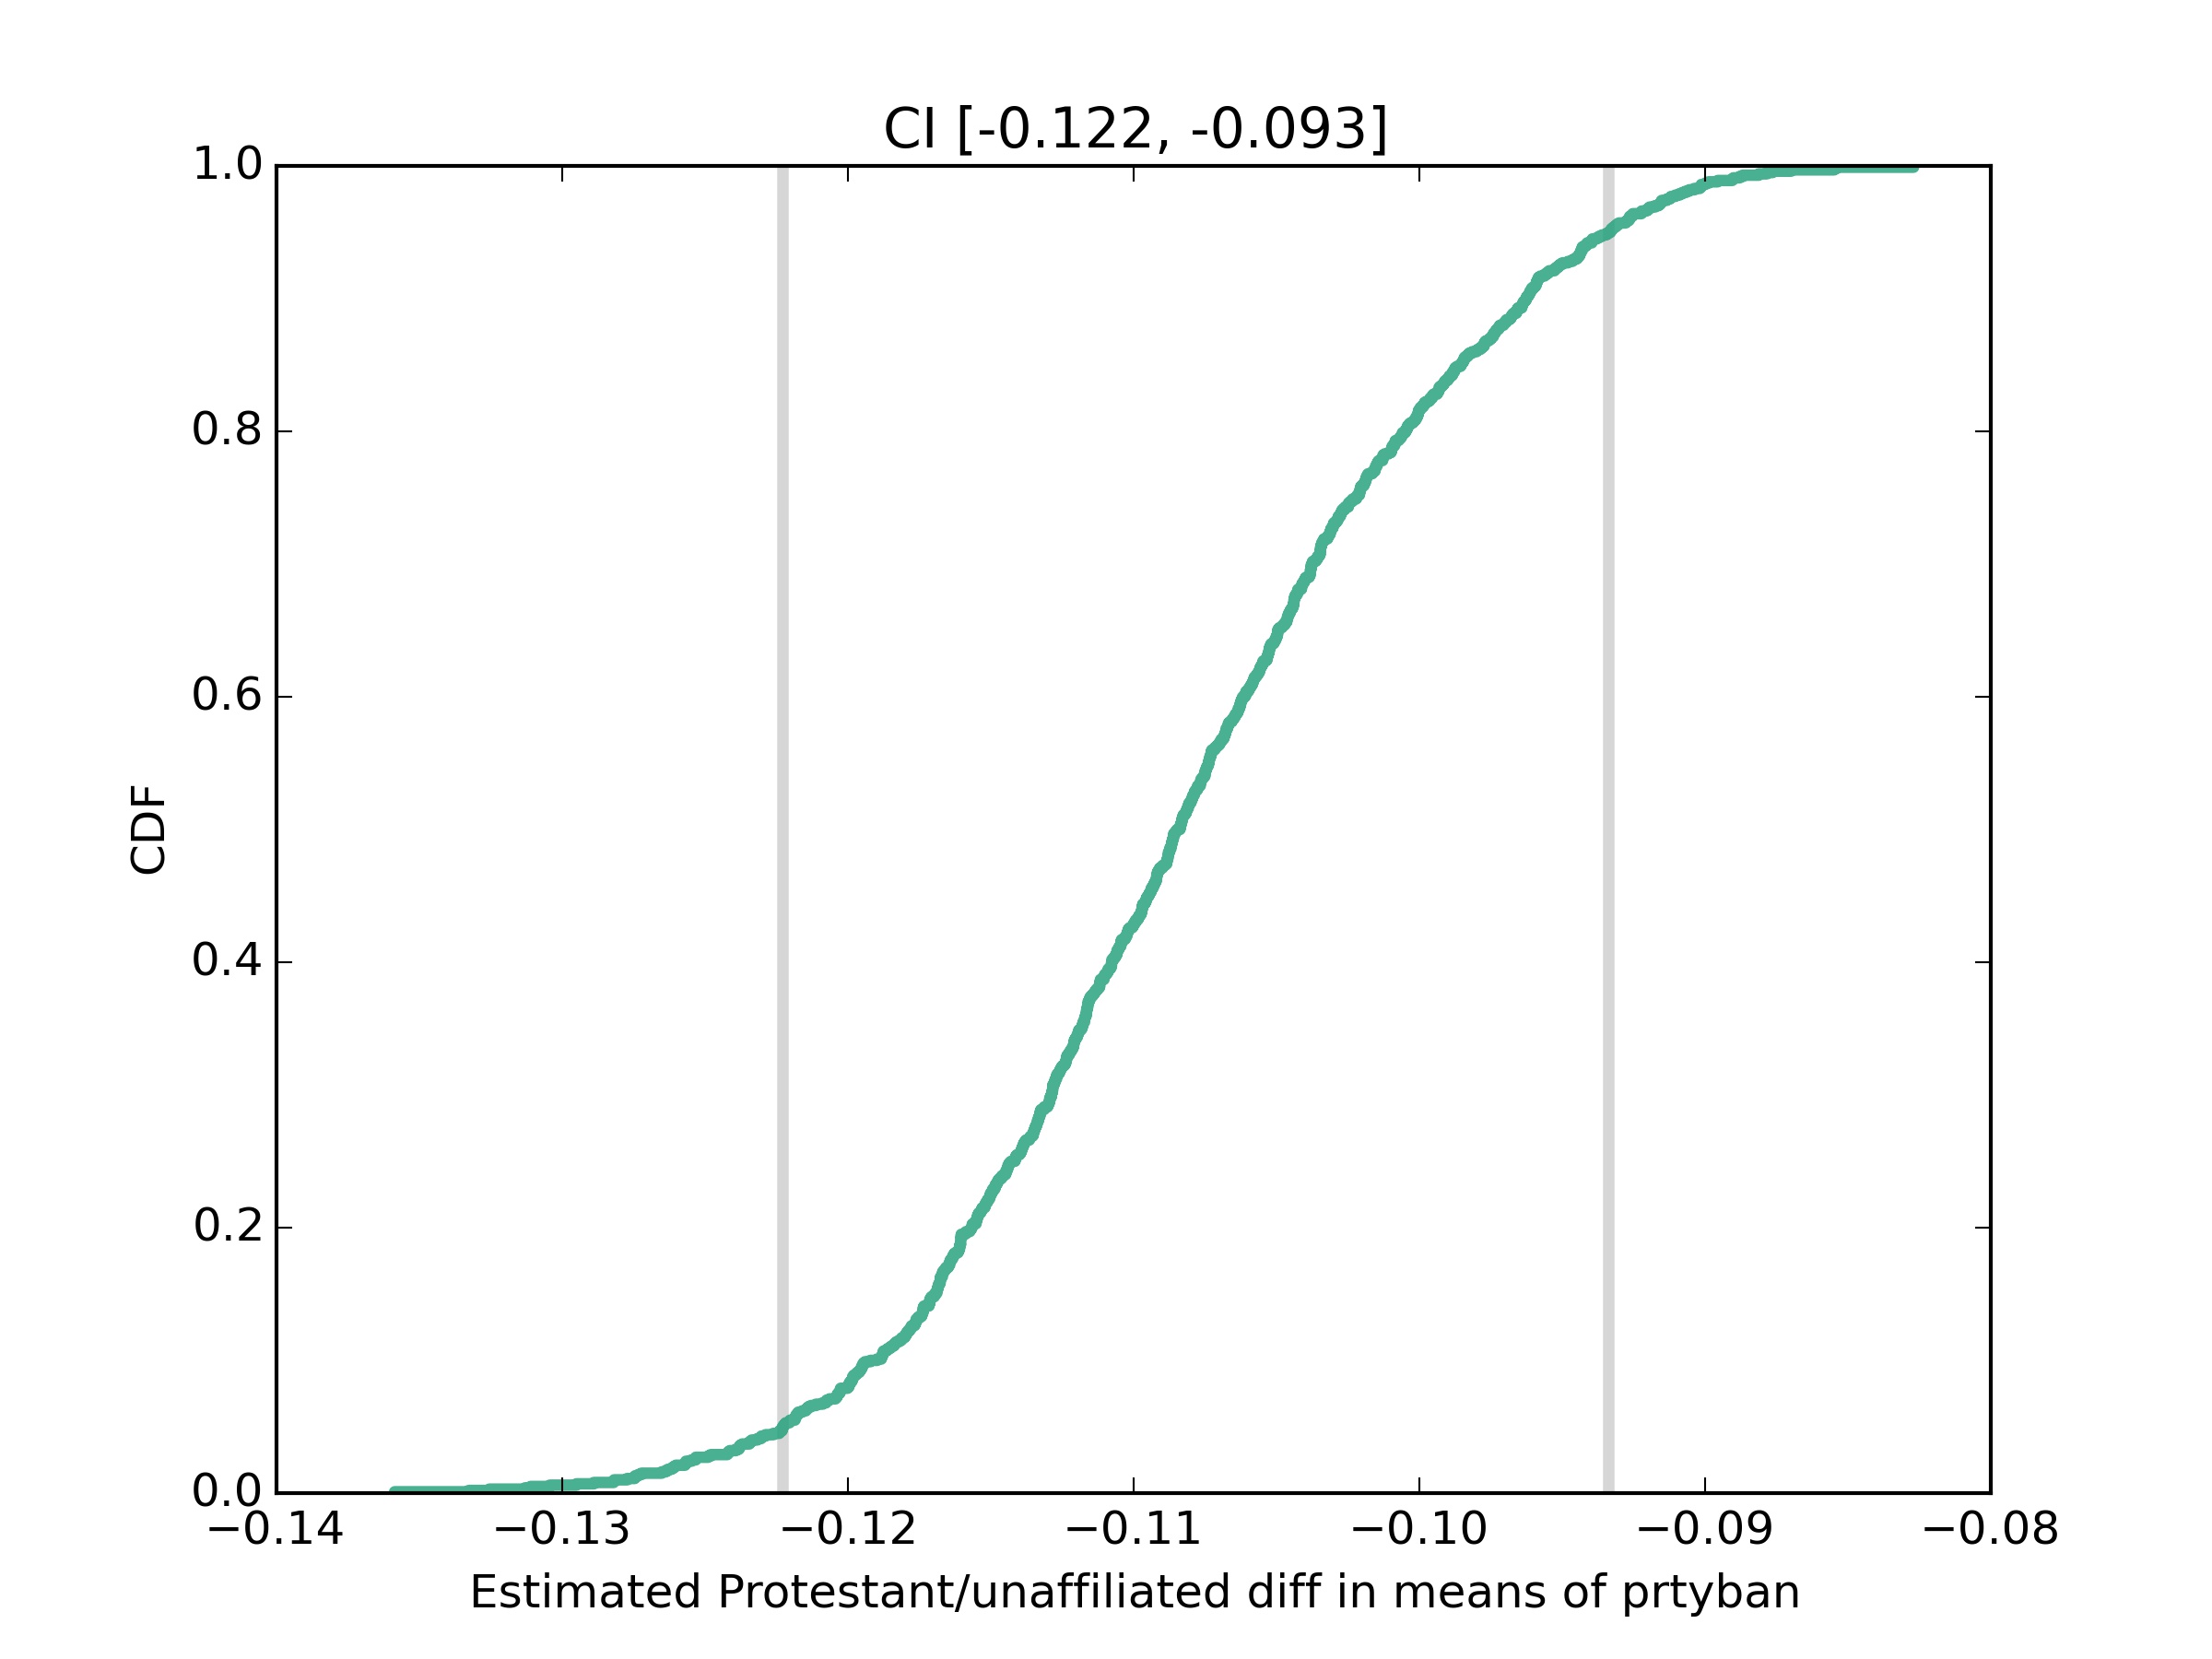 CI [-0.122, -0.093]
1.0
0.8
0.6
0.4
0.2
0.0
CDF
−0.14 −0.13 −0.12 −0.11 −0.10 −0.09 −0.08
Estimated Protestant/unaffiliated diff in means of prtyban